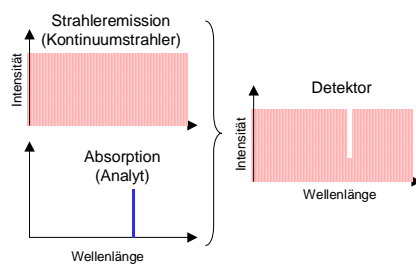 Strahleremission
(Kontinuumstrahler)
Intensität
Absorption
(Analyt)
Wellenlänge
Detektor
Intensität
Wellenlänge